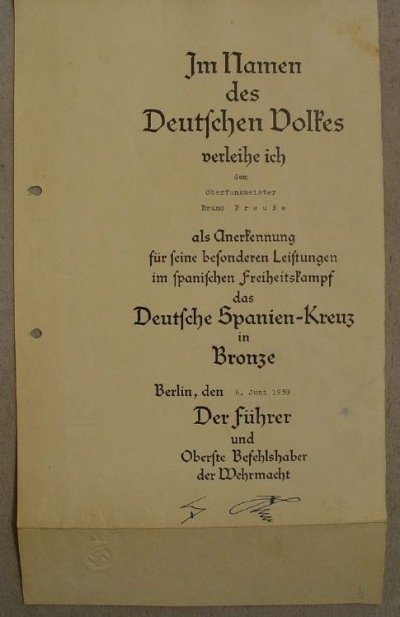 Im Namen
des
Deutschen Volkes
verleihe ich
dem
Oberfunkmeister
Bruno Preuße
als Anerkennung
für seine besonderen Leistungen
im spanischen Freiheitskampf
das
Deutsche Spanien-Kreuz
in
Bronze
Berlin, den 6. Juni 1939
Der Führer
und
Oberste Befehlshaber
der Wehrmacht